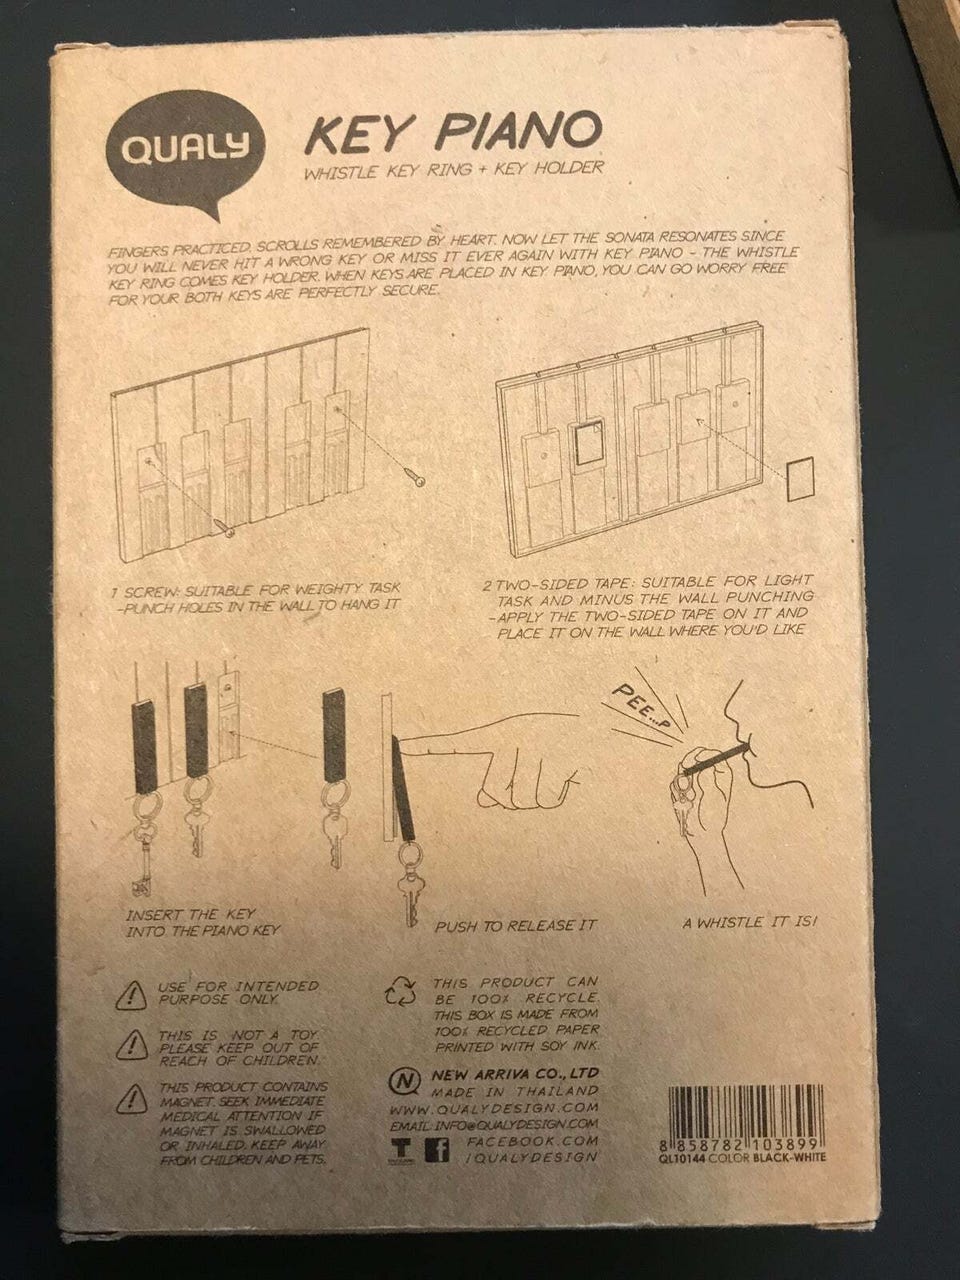 QUALY
KEY PIANO
WHISTLE KEY RING + KEY HOLDER
FINGERS PRACTICED, SCROLLS REMEMBERED BY HEART. NOW LET THE SONATA RESONATES SINCE
YOU WILL NEVER HIT A WRONG KEY OR MISS IT EVER AGAIN WITH KEY PIANO - THE WHISTLE
KEY RING COMES KEY HOLDER. WHEN KEYS ARE PLACED IN KEY PIANO, YOU CAN GO WORRY FREE
FOR YOUR BOTH KEYS ARE PERFECTLY SECURE.
1 SCREW: SUITABLE FOR WEIGHTY TASK
-PUNCH HOLES IN THE WALL TO HANG IT
2 TWO-SIDED TAPE: SUITABLE FOR LIGHT
TASK AND MINUS THE WALL PUNCHING
-APPLY THE TWO-SIDED TAPE ON IT AND
PLACE IT ON THE WALL WHERE YOU'D LIKE
PEE...P
INSERT THE KEY
INTO THE PIANO KEY
PUSH TO RELEASE IT
A WHISTLE IT IS!
USE FOR INTENDED
PURPOSE ONLY.
THIS IS NOT A TOY.
PLEASE KEEP OUT OF
REACH OF CHILDREN.
THIS PRODUCT CONTAINS
MAGNET. SEEK IMMEDIATE
MEDICAL ATTENTION IF
MAGNET IS SWALLOWED
OR INHALED. KEEP AWAY
FROM CHILDREN AND PETS.
THIS PRODUCT CAN
BE 100% RECYCLE.
THIS BOX IS MADE FROM
100% RECYCLED PAPER
PRINTED WITH SOY INK.
N
NEW ARRIVA CO., LTD
MADE IN THAILAND
WWW.QUALYDESIGN.COM
EMAIL: INFO@QUALYDESIGN.COM
T
f
FACEBOOK.COM
/QUALYDESIGN
8 858782 103899
QL10144 COLOR BLACK-WHITE